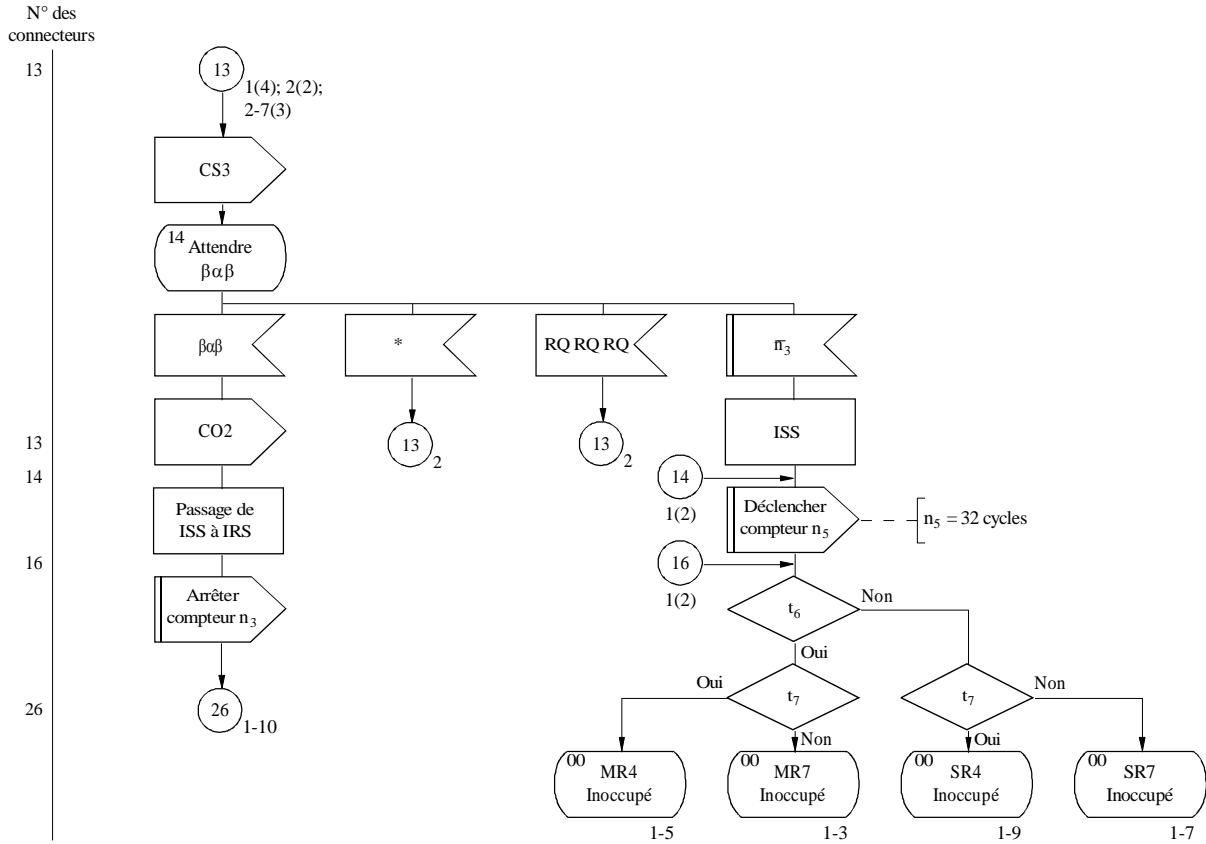 N° des
connecteurs
13
13
1(4); 2(2);
2-7(3)
CS3
14 Attendre
βαβ
βαβ
*
RQ RQ RQ
n̅3
CO2
13
2
13
2
ISS
13
14
14
1(2)
Passage de
ISS à IRS
Déclencher
compteur n5
n5 = 32 cycles
16
16
1(2)
Arrêter
compteur n3
t6
Non
Oui
26
26
1-10
Oui
t7
Non
t7
Non
Oui
00
MR4
Inoccupé
1-5
00
MR7
Inoccupé
1-3
00
SR4
Inoccupé
1-9
00
SR7
Inoccupé
1-7